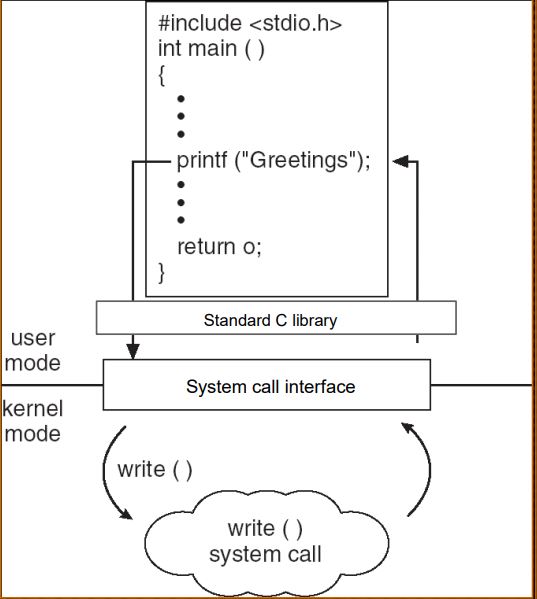 #include <stdio.h>
int main ( )
{
•
•
•
printf ("Greetings");
•
•
•
return o;
}
Standard C library
user
mode
System call interface
kernel
mode
write ( )
write ( )
system call